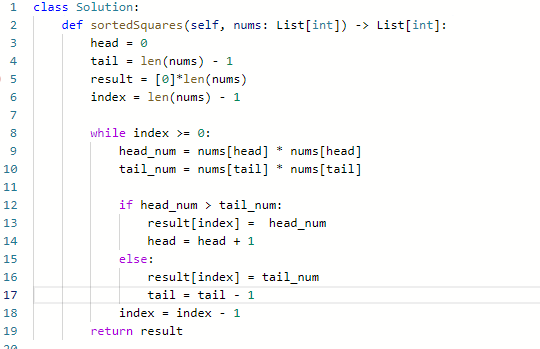 1 class Solution:
2     def sortedSquares(self, nums: List[int]) -> List[int]:
3         head = 0
4         tail = len(nums) - 1
5         result = [0]*len(nums)
6         index = len(nums) - 1
7
8         while index >= 0:
9             head_num = nums[head] * nums[head]
10             tail_num = nums[tail] * nums[tail]
11
12             if head_num > tail_num:
13                 result[index] =  head_num
14                 head = head + 1
15             else:
16                 result[index] = tail_num
17                 tail = tail - 1
18             index = index - 1
19         return result
20